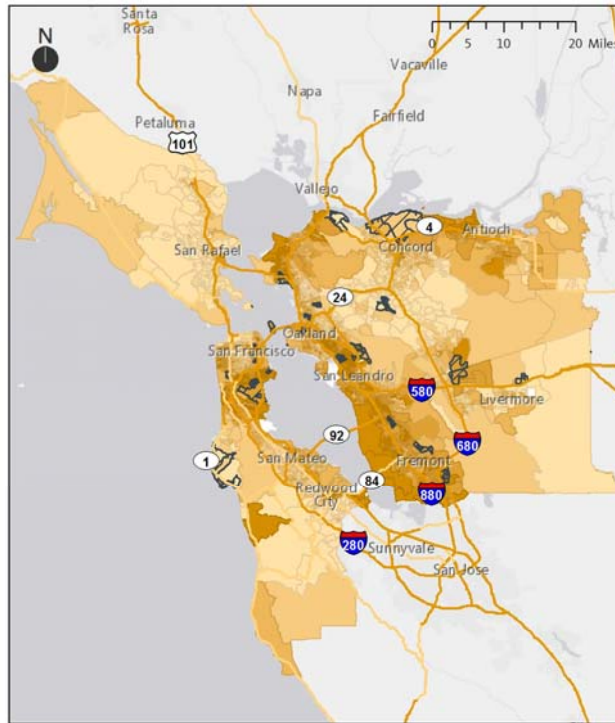 Santa
Rosa
N
0 5 10 20 Miles
Vacaville
Napa
Fairfield
Petaluma
101
Vallejo
4
Antioch
Concord
San Rafael
24
Oakland
San Francisco
San Leandro
580
Livermore
92
680
1
San Mateo
Fremont
84
Redwood
City
880
280
Sunnyvale
San Jose